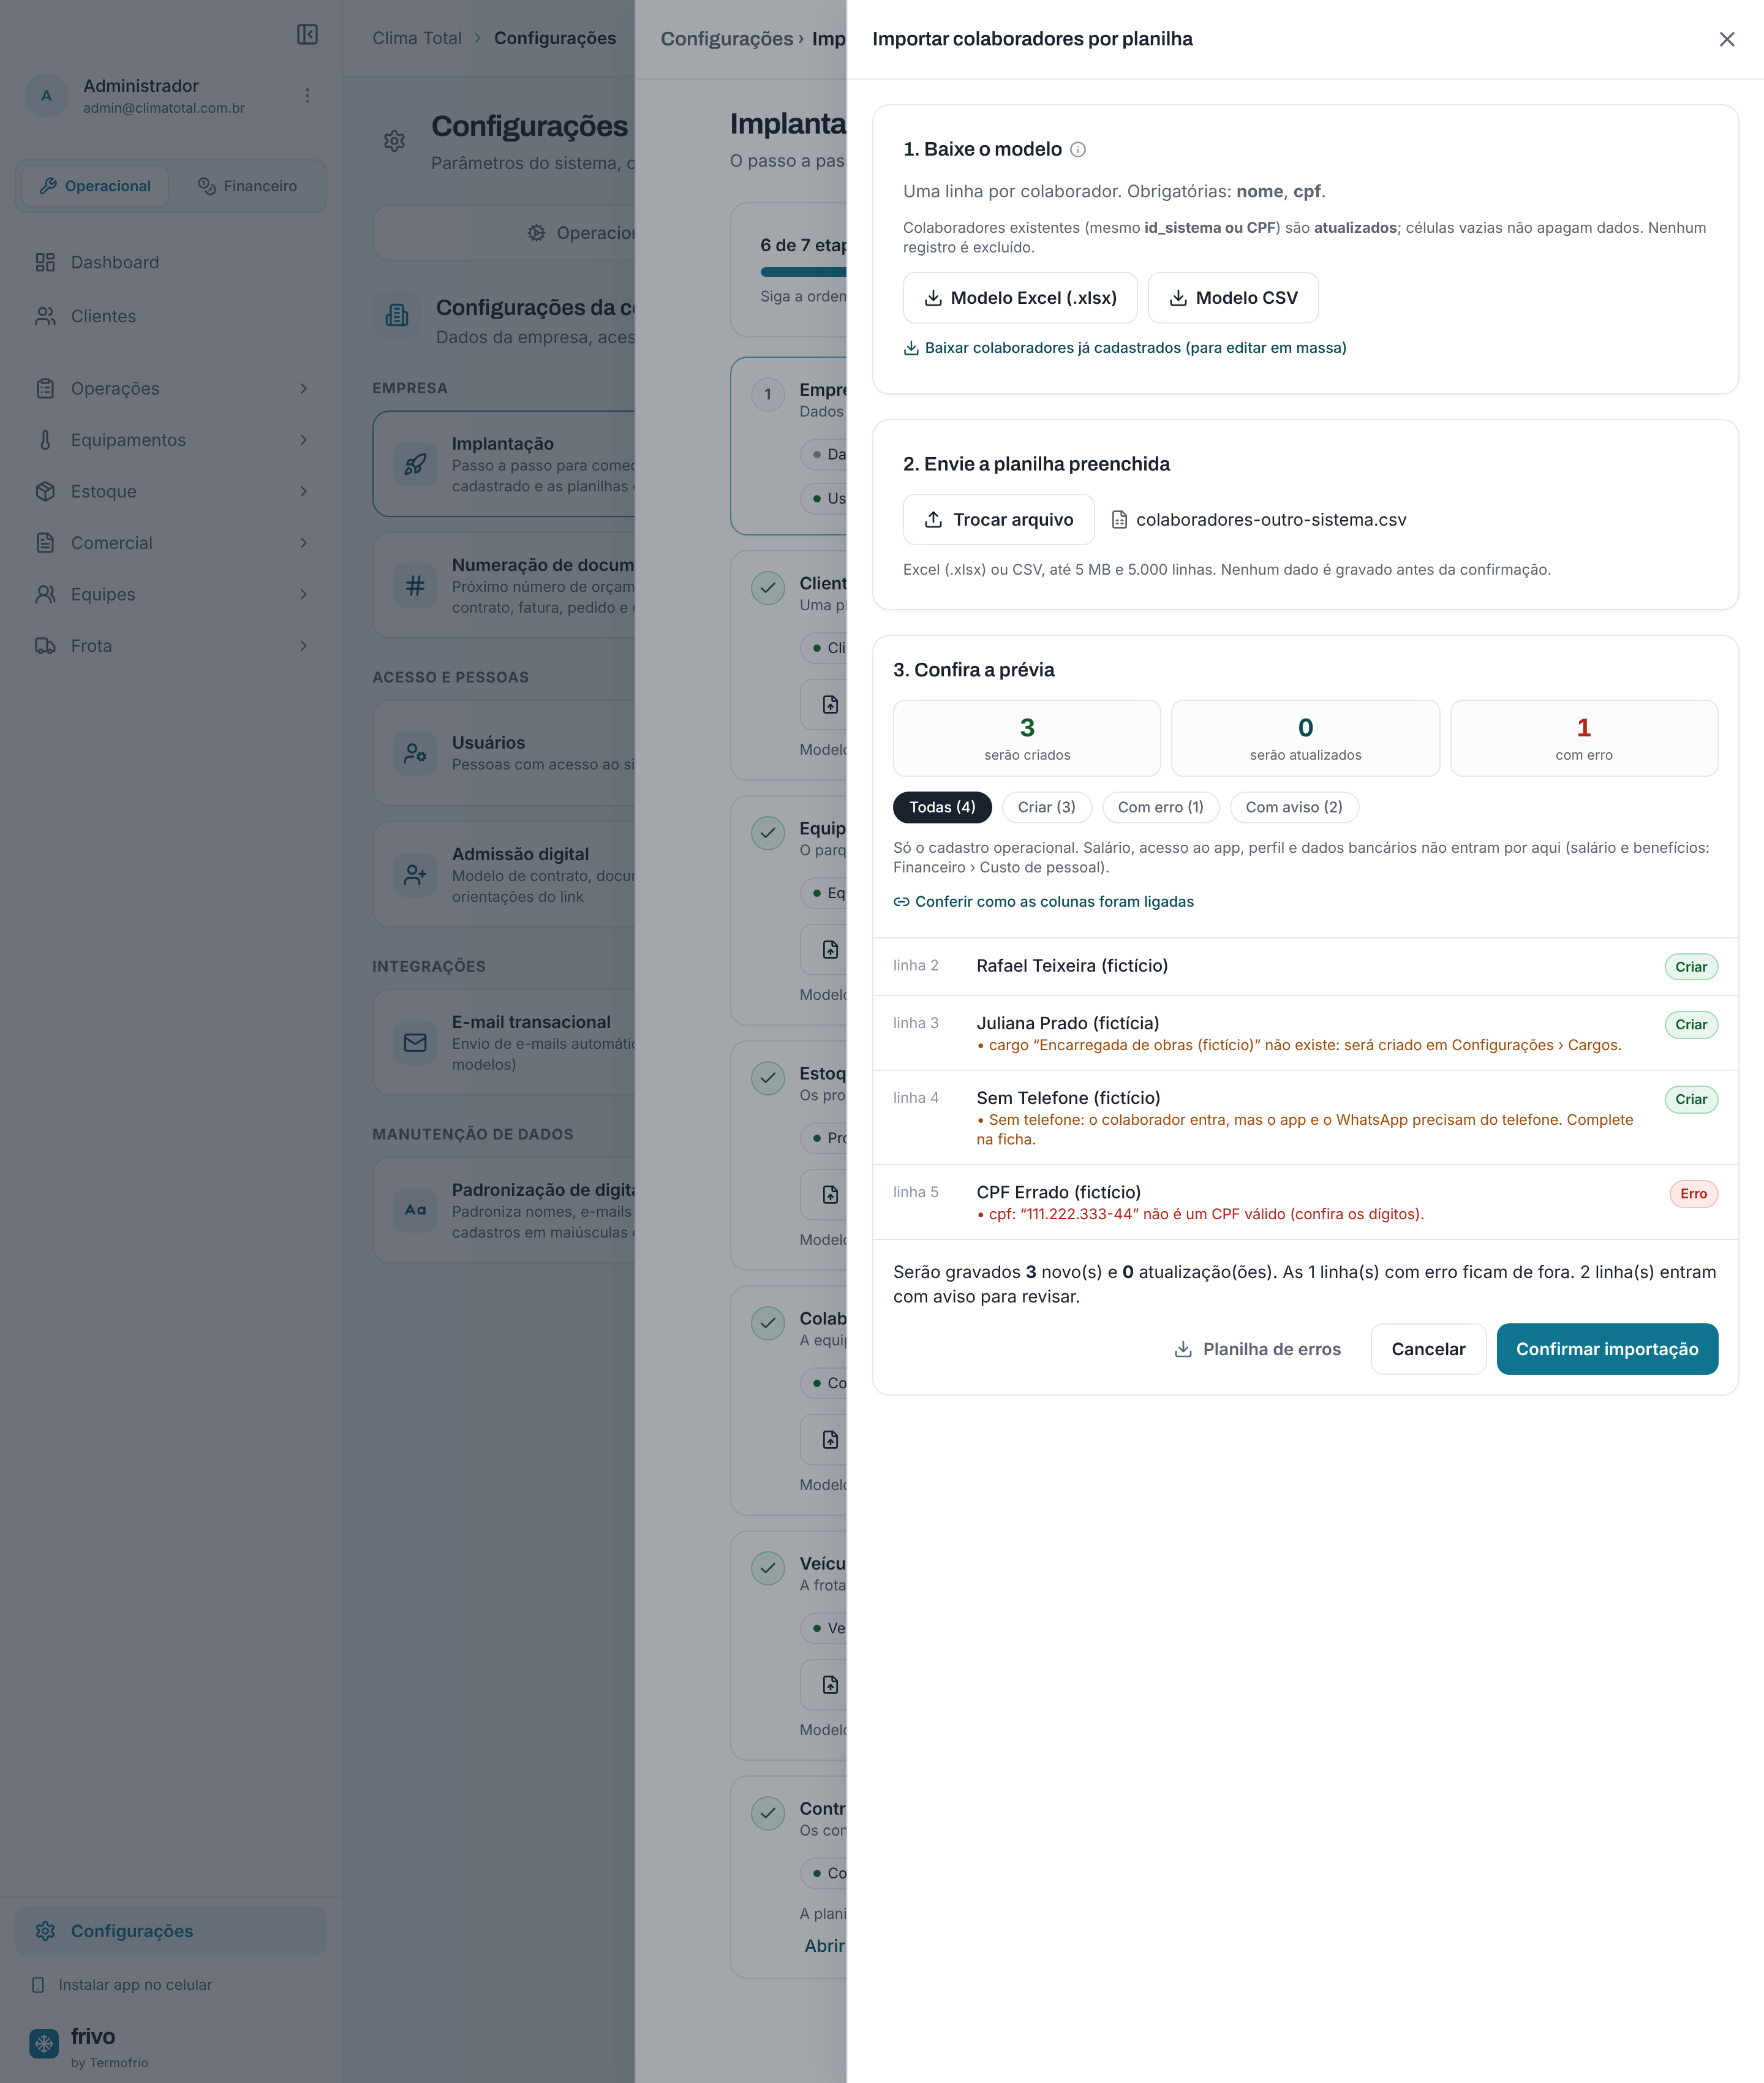 Administrador
A
admin@climatotal.com.br
Operacional
Financeiro
Dashboard
Clientes
Operações
Equipamentos
Estoque
Comercial
Equipes
Frota
Configurações
Instalar app no celular
frivo
by Termofrio
Clima Total > Configurações
Configurações
Parâmetros do sistema,
Configurações da
Dados da empresa,
EMPRESA
Implantação
Passo a passo para
cadastrado e as planilhas
#
Numeração de
Próximo número de
contrato, fatura, pedido e
ACESSO E PESSOAS
Usuários
Pessoas com acesso ao
Admissão digital
Modelo de contrato,
orientações do link
INTEGRAÇÕES
E-mail transacional
Envio de e-mails
modelos)
MANUTENÇÃO DE DADOS
Aa
Padronização de
Padroniza nomes, e-mails
cadastros em maiúsculas
Configurações ›
O passo a
6 de 7
Siga a
1
Dados
Uma
O
Os
A
A frota
Os
A
Abrir
Importar colaboradores por planilha
1. Baixe o modelo
Uma linha por colaborador. Obrigatórias: nome, cpf.
Colaboradores existentes (mesmo id_sistema ou CPF) são atualizados; células vazias não apagam dados. Nenhum
registro é excluído.
Modelo Excel (.xlsx)
Modelo CSV
Baixar colaboradores já cadastrados (para editar em massa)
2. Envie a planilha preenchida
Trocar arquivo
colaboradores-outro-sistema.csv
Excel (.xlsx) ou CSV, até 5 MB e 5.000 linhas. Nenhum dado é gravado antes da confirmação.
3. Confira a prévia
3
serão criados
0
serão atualizados
1
com erro
Todas (4)
Criar (3)
Com erro (1)
Com aviso (2)
Só o cadastro operacional. Salário, acesso ao app, perfil e dados bancários não entram por aqui (salário e benefícios:
Financeiro › Custo de pessoal).
Conferir como as colunas foram ligadas
linha 2
Rafael Teixeira (fictício)
Criar
linha 3
Juliana Prado (fictícia)
Criar
• cargo “Encarregada de obras (fictício)” não existe: será criado em Configurações › Cargos.
linha 4
Sem Telefone (fictício)
Criar
• Sem telefone: o colaborador entra, mas o app e o WhatsApp precisam do telefone. Complete
na ficha.
linha 5
CPF Errado (fictício)
Erro
• cpf: “111.222.333-44” não é um CPF válido (confira os dígitos).
Serão gravados 3 novo(s) e 0 atualização(ões). As 1 linha(s) com erro ficam de fora. 2 linha(s) entram
com aviso para revisar.
Planilha de erros
Cancelar
Confirmar importação